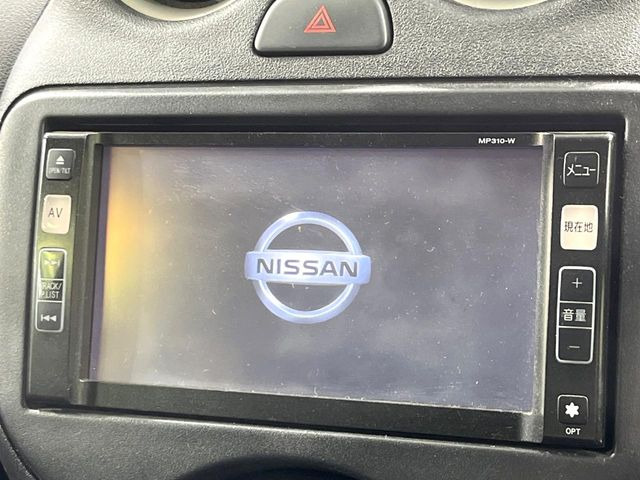 MP310-W
OPEN/TILT
AV
TRACK/
P.LIST
NISSAN
メニュー
現在地
+
音量
-
OPT